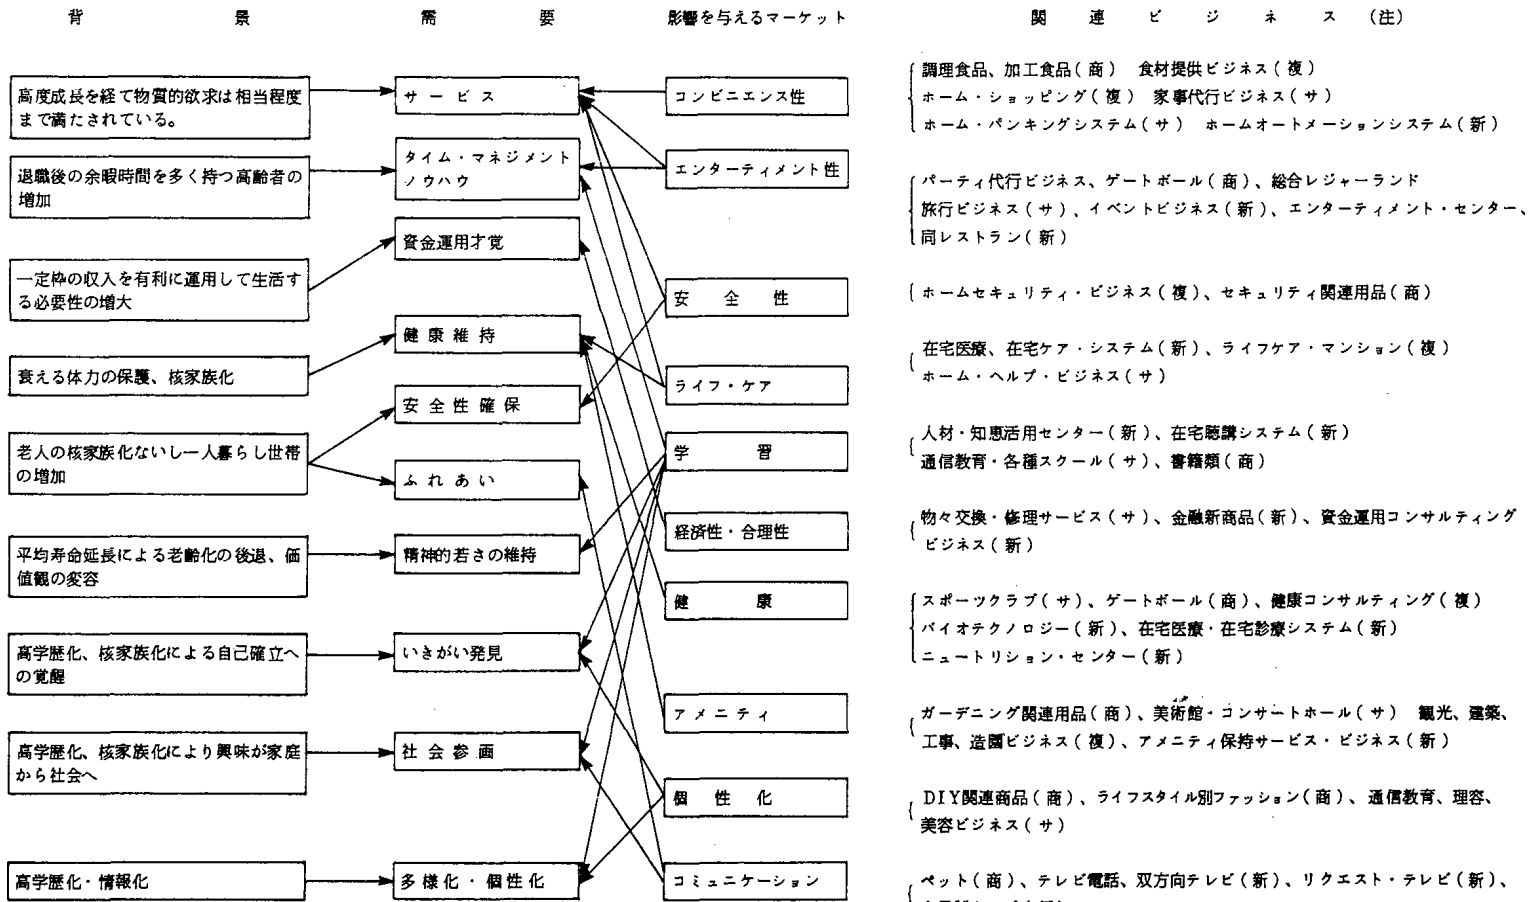 背景
需要
影響を与えるマーケット
関連ビジネス（注）
高度成長を経て物質的欲求は相当程度
まで満たされている。
退職後の余暇時間を多く持つ高齢者の
増加
一定枠の収入を有利に運用して生活す
る必要性の増大
衰える体力の保護、核家族化
老人の核家族化ないし一人暮らし世帯
の増加
平均寿命延長による老齢化の後退、価
値観の変容
高学歴化、核家族化による自己確立へ
の覚醒
高学歴化、核家族化により興味が家庭
から社会へ
高学歴化・情報化
サービス
タイム・マネジメント
ノウハウ
資金運用才覚
健康維持
安全性確保
ふれあい
精神的若さの維持
いきがい発見
社会参画
多様化・個性化
コンビニエンス性
エンターティメント性
安全性
ライフ・ケア
学習
経済性・合理性
健康
アメニティ
個性化
コミュニケーション
調理食品、加工食品（商） 食材提供ビジネス（複）
ホーム・ショッピング（複） 家事代行ビジネス（サ）
ホーム・バンキングシステム（サ） ホームオートメーションシステム（新）
パーティ代行ビジネス、ゲートボール（商）、総合レジャーランド
旅行ビジネス（サ）、イベントビジネス（新）、エンターティメント・センター、
同レストラン（新）
ホームセキュリティ・ビジネス（複）、セキュリティ関連用品（商）
在宅医療、在宅ケア・システム（新）、ライフケア・マンション（複）
ホーム・ヘルプ・ビジネス（サ）
人材・知恵活用センター（新）、在宅聴講システム（新）
通信教育・各種スクール（サ）、書籍類（商）
物々交換・修理サービス（サ）、金融新商品（新）、資金運用コンサルティング
ビジネス（新）
スポーツクラブ（サ）、ゲートボール（商）、健康コンサルティング（複）
バイオテクノロジー（新）、在宅医療・在宅診療システム（新）
ニュートリション・センター（新）
ガーデニング関連用品（商）、美術館・コンサートホール（サ） 観光、建築、
工事、造園ビジネス（複）、アメニティ保持サービス・ビジネス（新）
DIY関連商品（商）、ライフスタイル別ファッション（商）、通信教育、理容、
美容ビジネス（サ）
ペット（商）、テレビ電話、双方向テレビ（新）、リクエスト・テレビ（新）、